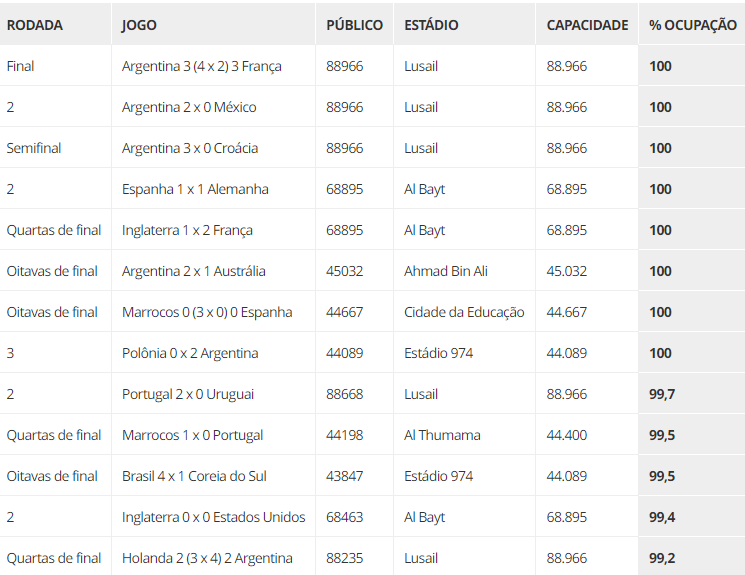 RODADA JOGO PÚBLICO ESTÁDIO CAPACIDADE % OCUPAÇÃO
Final Argentina 3 (4 x 2) 3 França 88966 Lusail 88.966 100
2 Argentina 2 x 0 México 88966 Lusail 88.966 100
Semifinal Argentina 3 x 0 Croácia 88966 Lusail 88.966 100
2 Espanha 1 x 1 Alemanha 68895 Al Bayt 68.895 100
Quartas de final Inglaterra 1 x 2 França 68895 Al Bayt 68.895 100
Oitavas de final Argentina 2 x 1 Austrália 45032 Ahmad Bin Ali 45.032 100
Oitavas de final Marrocos 0 (3 x 0) 0 Espanha 44667 Cidade da Educação 44.667 100
3 Polônia 0 x 2 Argentina 44089 Estádio 974 44.089 100
2 Portugal 2 x 0 Uruguai 88668 Lusail 88.966 99,7
Quartas de final Marrocos 1 x 0 Portugal 44198 Al Thumama 44.400 99,5
Oitavas de final Brasil 4 x 1 Coreia do Sul 43847 Estádio 974 44.089 99,5
2 Inglaterra 0 x 0 Estados Unidos 68463 Al Bayt 68.895 99,4
Quartas de final Holanda 2 (3 x 4) 2 Argentina 88235 Lusail 88.966 99,2